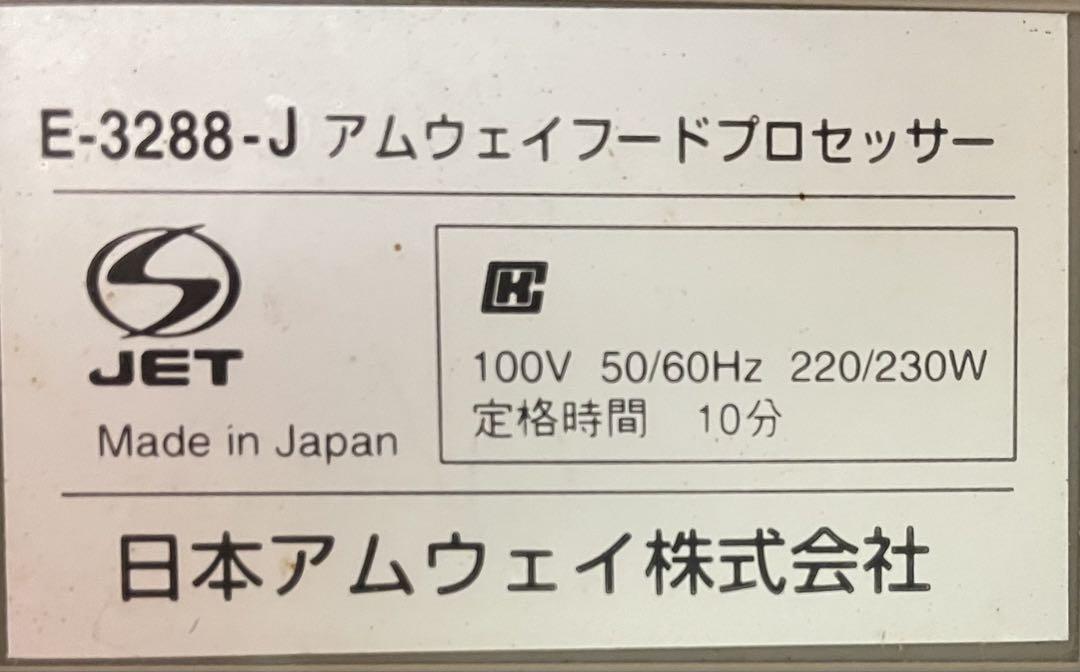 E-3288-J アムウェイフードプロセッサー
JET
Made in Japan
100V 50/60Hz 220/230W
定格時間 10分
日本アムウェイ株式会社